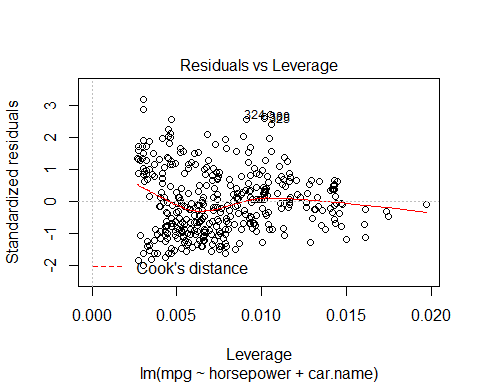 Residuals vs Leverage
Standardized residuals
3
2
1
0
-1
-2
324
Cook's distance
0.000
0.005
0.010
0.015
0.020
Leverage
lm(mpg ~ horsepower + car.name)